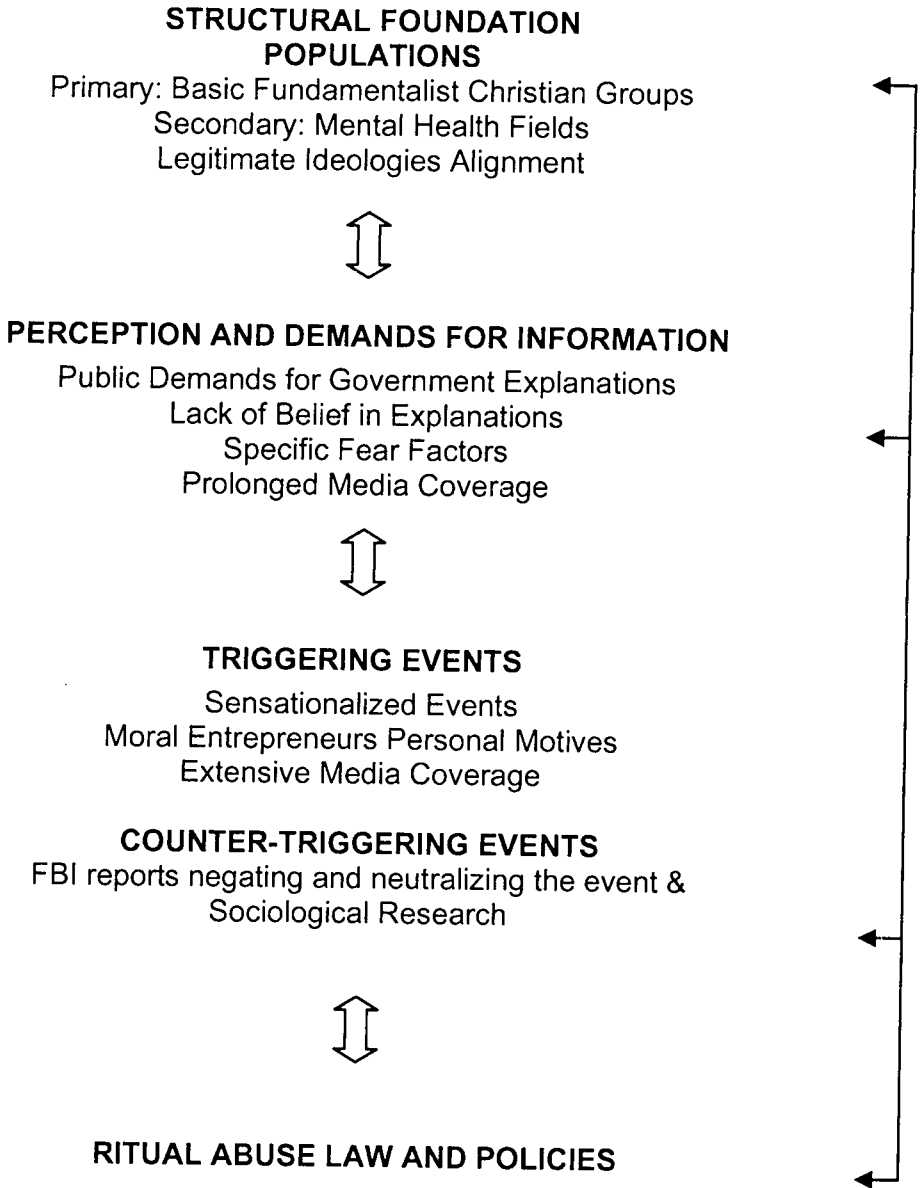 STRUCTURAL FOUNDATION
POPULATIONS
Primary: Basic Fundamentalist Christian Groups
Secondary: Mental Health Fields
Legitimate Ideologies Alignment
PERCEPTION AND DEMANDS FOR INFORMATION
Public Demands for Government Explanations
Lack of Belief in Explanations
Specific Fear Factors
Prolonged Media Coverage
TRIGGERING EVENTS
Sensationalized Events
Moral Entrepreneurs Personal Motives
Extensive Media Coverage
COUNTER-TRIGGERING EVENTS
FBI reports negating and neutralizing the event &
Sociological Research
RITUAL ABUSE LAW AND POLICIES